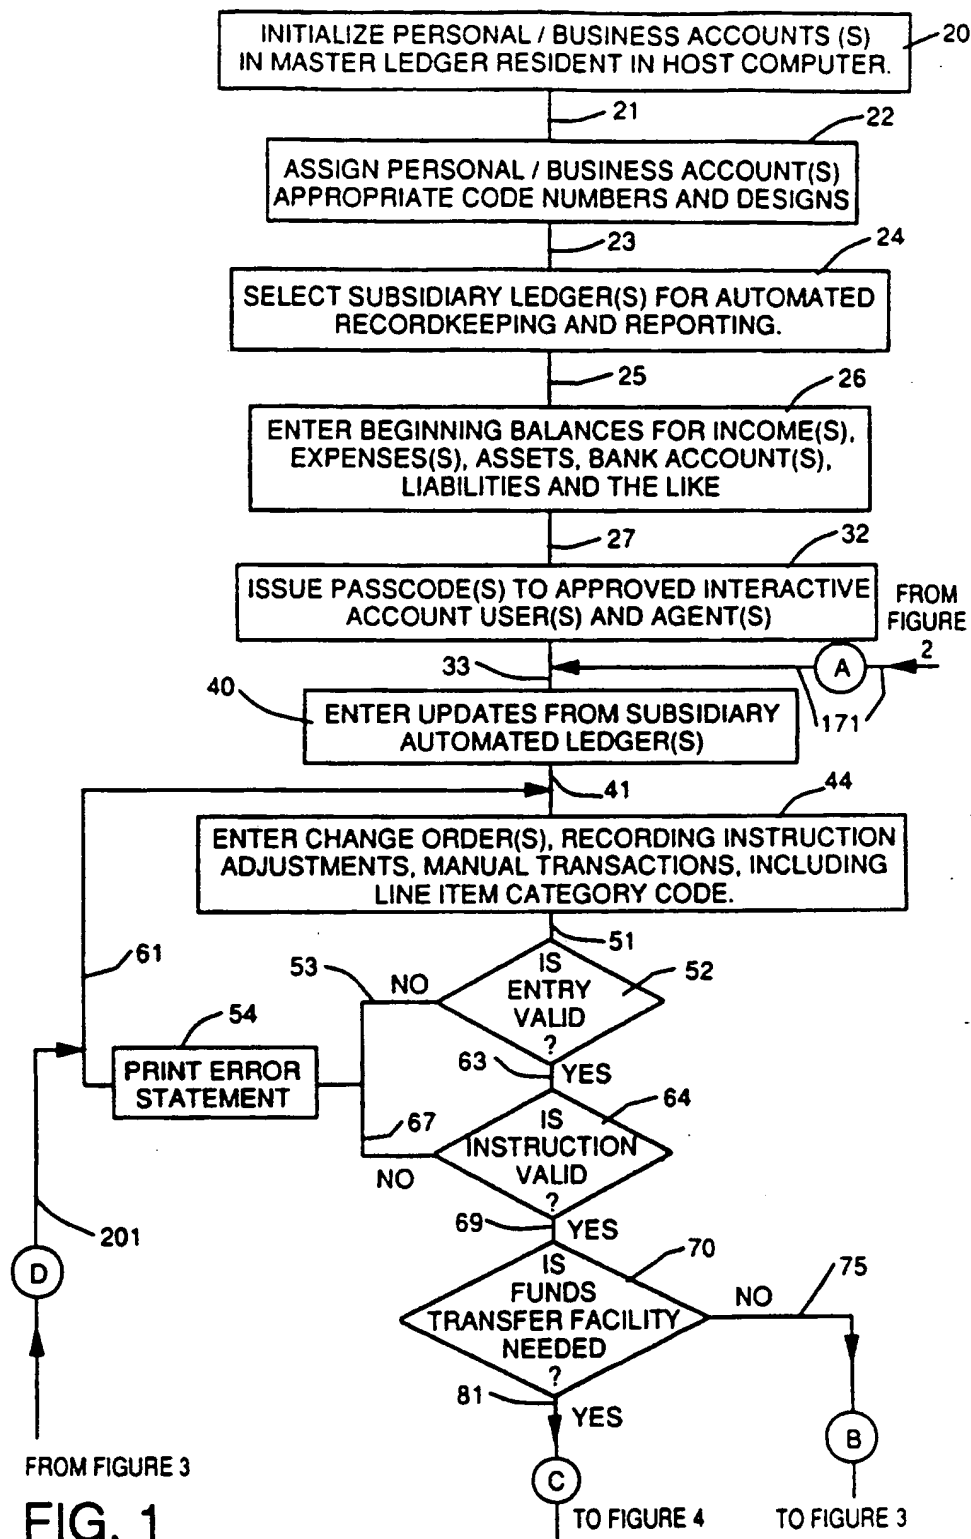 INITIALIZE PERSONAL / BUSINESS ACCOUNTS (S)
IN MASTER LEDGER RESIDENT IN HOST COMPUTER.
20
21
22
ASSIGN PERSONAL / BUSINESS ACCOUNT(S)
APPROPRIATE CODE NUMBERS AND DESIGNS
23
24
SELECT SUBSIDIARY LEDGER(S) FOR AUTOMATED
RECORDKEEPING AND REPORTING.
25
26
ENTER BEGINNING BALANCES FOR INCOME(S),
EXPENSES(S), ASSETS, BANK ACCOUNT(S),
LIABILITIES AND THE LIKE
27
32
ISSUE PASSCODE(S) TO APPROVED INTERACTIVE
ACCOUNT USER(S) AND AGENT(S)
FROM
FIGURE
2
A
171
33
40
ENTER UPDATES FROM SUBSIDIARY
AUTOMATED LEDGER(S)
41
44
ENTER CHANGE ORDER(S), RECORDING INSTRUCTION
ADJUSTMENTS, MANUAL TRANSACTIONS, INCLUDING
LINE ITEM CATEGORY CODE.
51
61
53
NO
IS
ENTRY
VALID
?
52
54
PRINT ERROR
STATEMENT
63
YES
64
67
NO
IS
INSTRUCTION
VALID
?
69
YES
201
D
70
IS
FUNDS
TRANSFER FACILITY
NEEDED
?
NO
75
81
YES
B
C
FROM FIGURE 3
TO FIGURE 4
TO FIGURE 3
FIG. 1